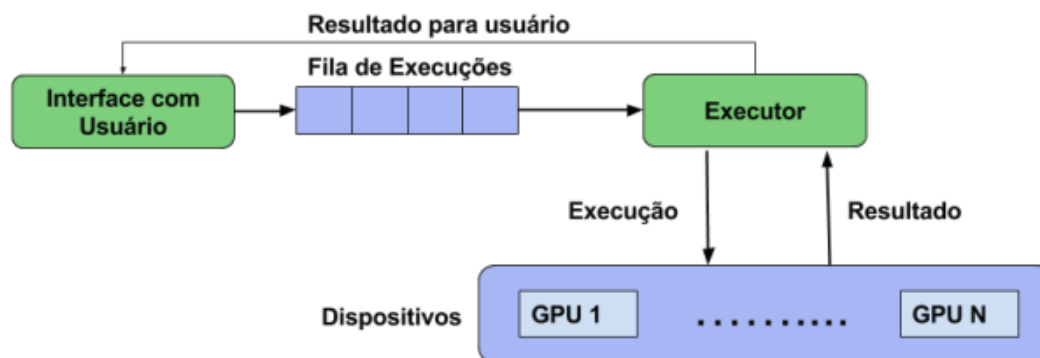 Resultado para usuário
Fila de Execuções
Interface com
Usuário
Executor
Execução
Resultado
Dispositivos
GPU 1
..........
GPU N